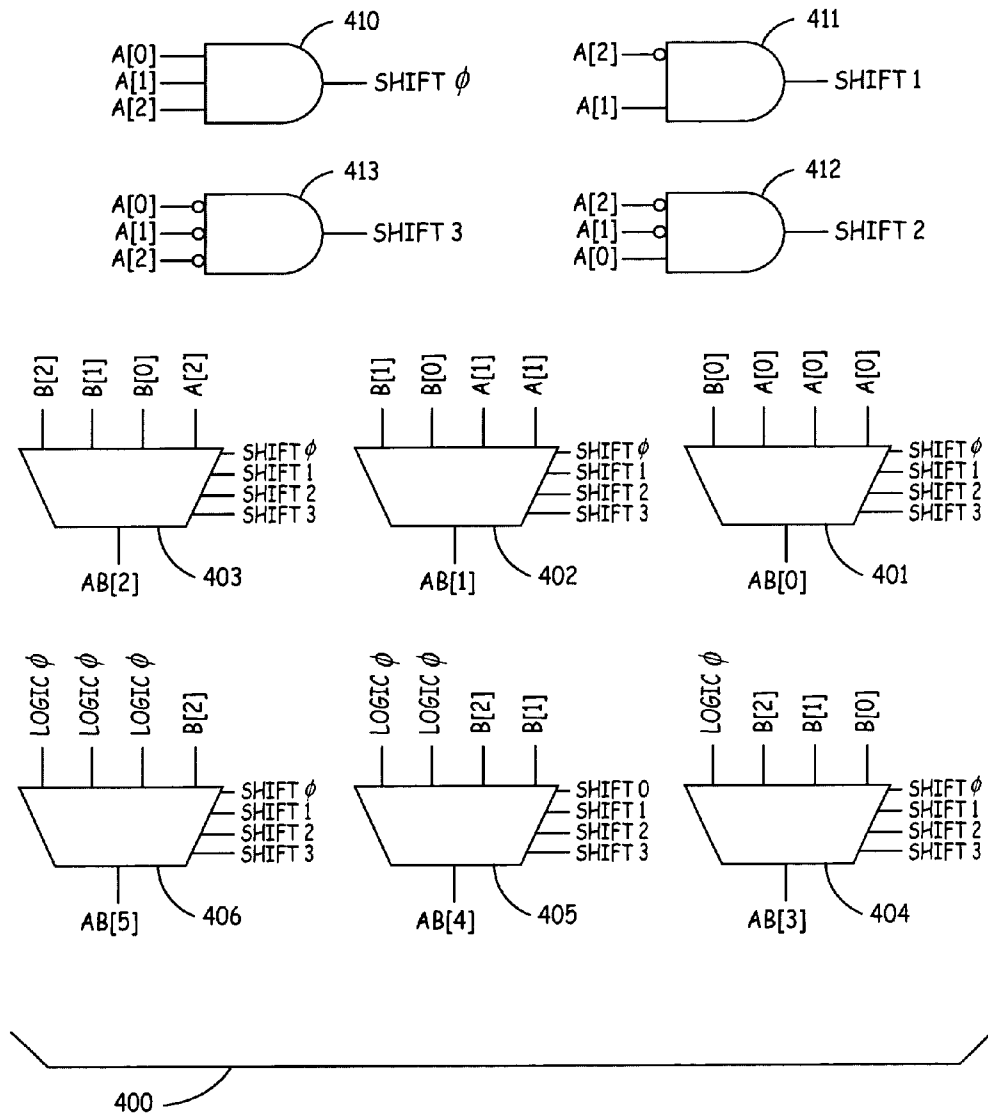 410
A[0]
A[1]
A[2]
SHIFT ϕ
411
A[2]
A[1]
SHIFT 1
413
A[0]
A[1]
A[2]
SHIFT 3
412
A[2]
A[1]
A[0]
SHIFT 2
B[2] B[1] B[0] A[2]
SHIFT ϕ
SHIFT 1
SHIFT 2
SHIFT 3
AB[2]
403
B[1] B[0] A[1] A[1]
SHIFT ϕ
SHIFT 1
SHIFT 2
SHIFT 3
AB[1]
402
B[0] A[0] A[0] A[0]
SHIFT ϕ
SHIFT 1
SHIFT 2
SHIFT 3
AB[0]
401
LOGIC ϕ LOGIC ϕ LOGIC ϕ B[2]
SHIFT ϕ
SHIFT 1
SHIFT 2
SHIFT 3
AB[5]
406
LOGIC ϕ LOGIC ϕ B[2] B[1]
SHIFT 0
SHIFT 1
SHIFT 2
SHIFT 3
AB[4]
405
LOGIC ϕ B[2] B[1] B[0]
SHIFT ϕ
SHIFT 1
SHIFT 2
SHIFT 3
AB[3]
404
400